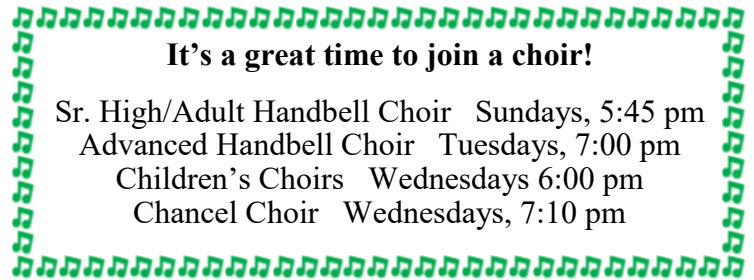 It’s a great time to join a choir!
Sr. High/Adult Handbell Choir   Sundays, 5:45 pm
Advanced Handbell Choir   Tuesdays, 7:00 pm
Children’s Choirs   Wednesdays 6:00 pm
Chancel Choir   Wednesdays, 7:10 pm